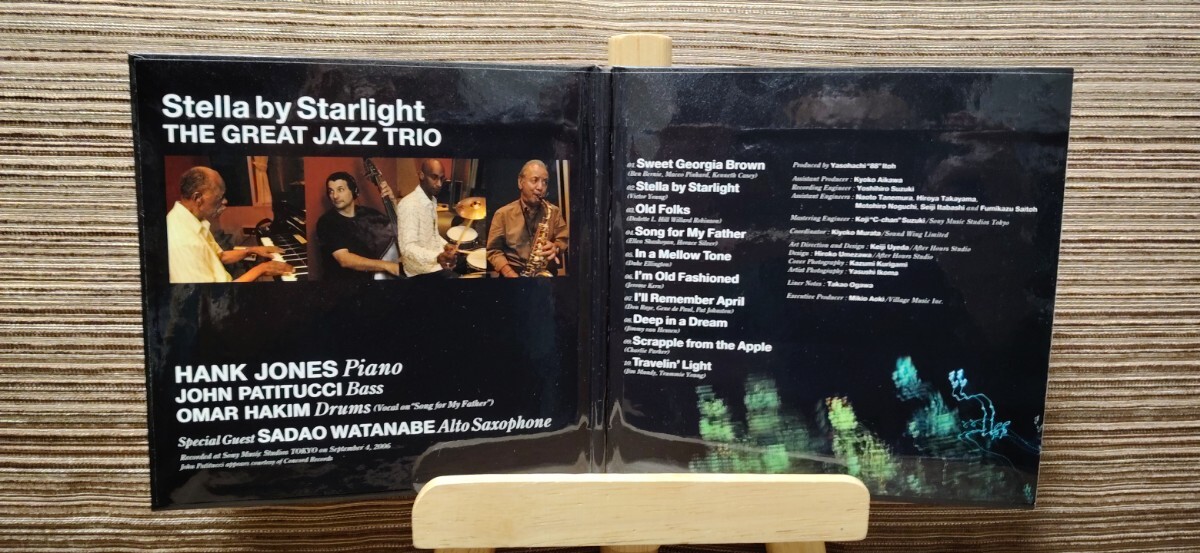 Stella by Starlight
THE GREAT JAZZ TRIO
HANK JONES Piano
JOHN PATITUCCI Bass
OMAR HAKIM Drums (Vocal on "Song for My Father")
Special Guest SADAO WATANABE Alto Saxophone
Recorded at Sony Music Studios TOKYO on September 4, 2006
John Patitucci appears courtesy of Concord Records
01. Sweet Georgia Brown
(Ben Bernie, Maceo Pinkard, Kenneth Casey)
02. Stella by Starlight
(Victor Young)
03. Old Folks
(Dedette L. Hill Willard Robinson)
04. Song for My Father
(Ellen Shashoyan, Horace Silver)
05. In a Mellow Tone
(Duke Ellington)
06. I'm Old Fashioned
(Jerome Kern)
07. I'll Remember April
(Don Raye, Gene de Paul, Pat Johnston)
08. Deep in a Dream
(Jimmy van Heusen)
09. Scrapple from the Apple
(Charlie Parker)
10. Travelin' Light
(Jim Mundy, Trummie Young)
Produced by Yasohachi "88" Itoh
Assistant Producer : Kyoko Aikawa
Recording Engineer : Yoshihiro Suzuki
Assistant Engineers : Naoto Tanemura, Hiroya Takayama,
Motohiro Noguchi, Seiji Itabashi and Fumikazu Saitoh
Mastering Engineer : Koji "C-chan" Suzuki / Sony Music Studios Tokyo
Coordinator : Kiyoko Murata / Sound Wing Limited
Art Direction and Design : Keiji Uyeda / After Hours Studio
Design : Hiroko Umezawa / After Hours Studio
Cover Photography : Kazumi Kurigami
Artist Photography : Yasushi Ikoma
Liner Notes : Takao Ogawa
Executive Producer : Mikio Aoki / Village Music Inc.